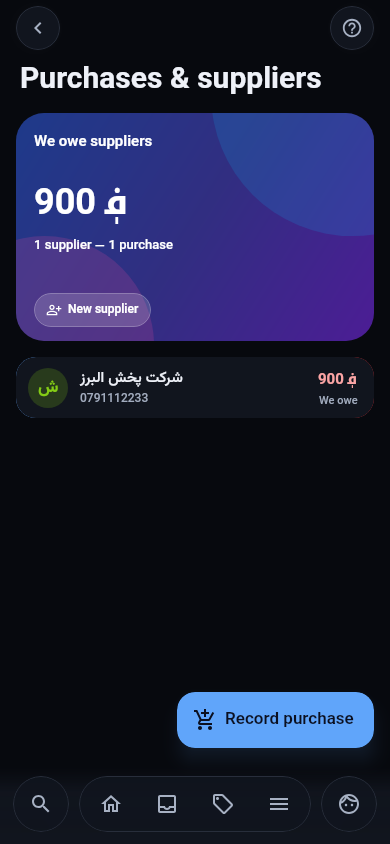 Purchases & suppliers
We owe suppliers
900 ؋
1 supplier — 1 purchase
New supplier
ش
شرکت پخش البرز
900 ؋
0791112233
We owe
Record purchase